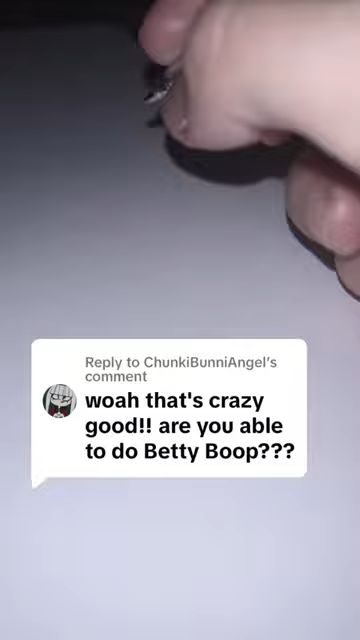 Reply to ChunkiBunniAngel's
comment
woah that's crazy
good!! are you able
to do Betty Boop???